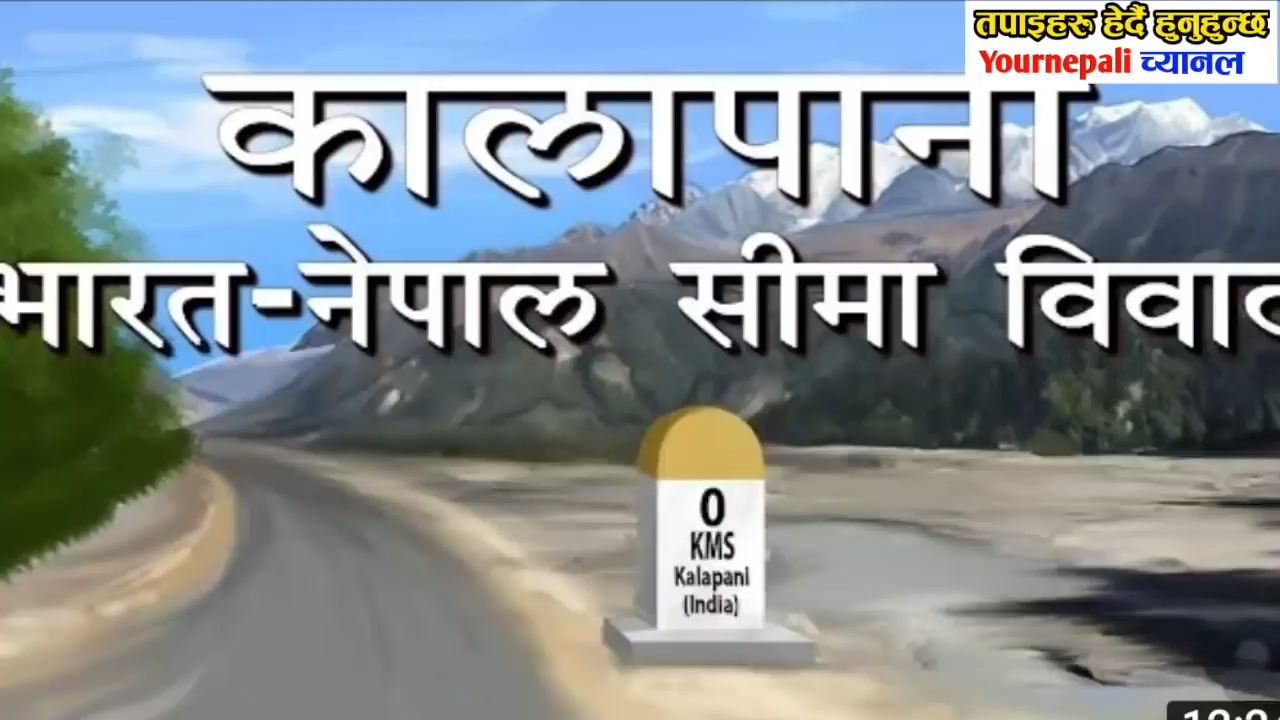 तपाइहरू हेर्दै हुनुहुन्छ
Yournepali च्यानल
कालापानी
भारत-नेपाल सीमा
0
KMS
Kalapani
(India)